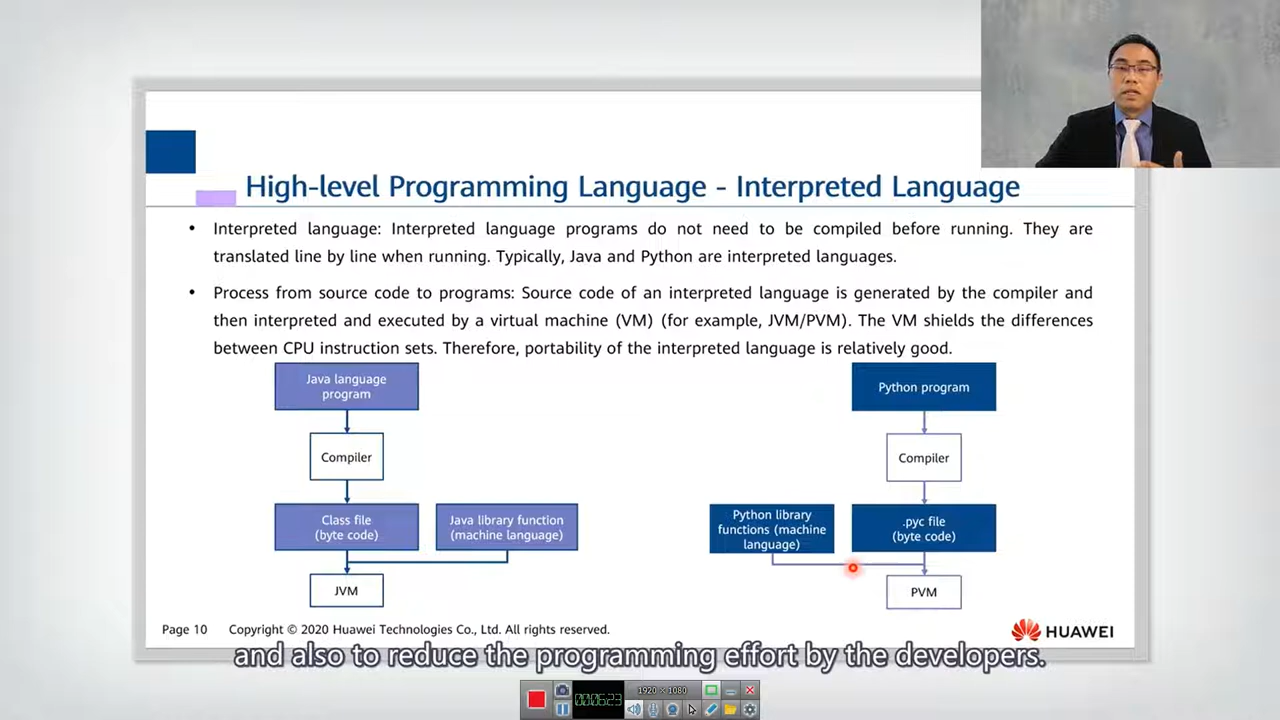 High-level Programming Language - Interpreted Language
• Interpreted language: Interpreted language programs do not need to be compiled before running. They are
translated line by line when running. Typically, Java and Python are interpreted languages.
• Process from source code to programs: Source code of an interpreted language is generated by the compiler and
then interpreted and executed by a virtual machine (VM) (for example, JVM/PVM). The VM shields the differences
between CPU instruction sets. Therefore, portability of the interpreted language is relatively good.
Java language
program
Compiler
Class file
(byte code)
Java library function
(machine language)
JVM
Python program
Compiler
Python library
functions (machine
language)
.pyc file
(byte code)
PVM
Page 10 Copyright © 2020 Huawei Technologies Co., Ltd. All rights reserved.
HUAWEI
and also to reduce the programming effort by the developers.
000623
1920 × 1080